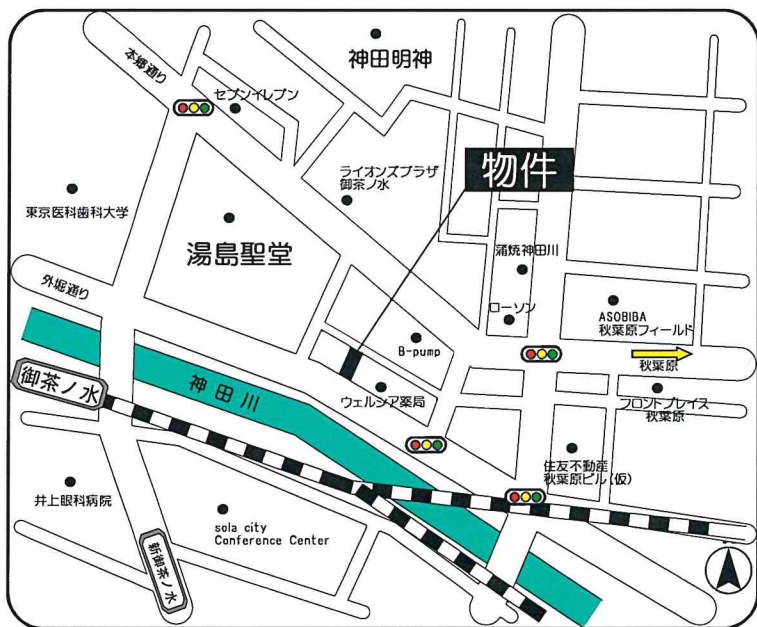 神田明神
本郷通り
セブンイレブン
物件
ライオンズプラザ
御茶ノ水
東京医科歯科大学
湯島聖堂
蒲焼神田川
外堀通り
ローソン
ASOBIBA
秋葉原フィールド
B-pump
秋葉原
御茶ノ水
神田川
ウェルシア薬局
フロントプレイス
秋葉原
住友不動産
秋葉原ビル(仮)
井上眼科病院
sola city
Conference Center
新御茶ノ水